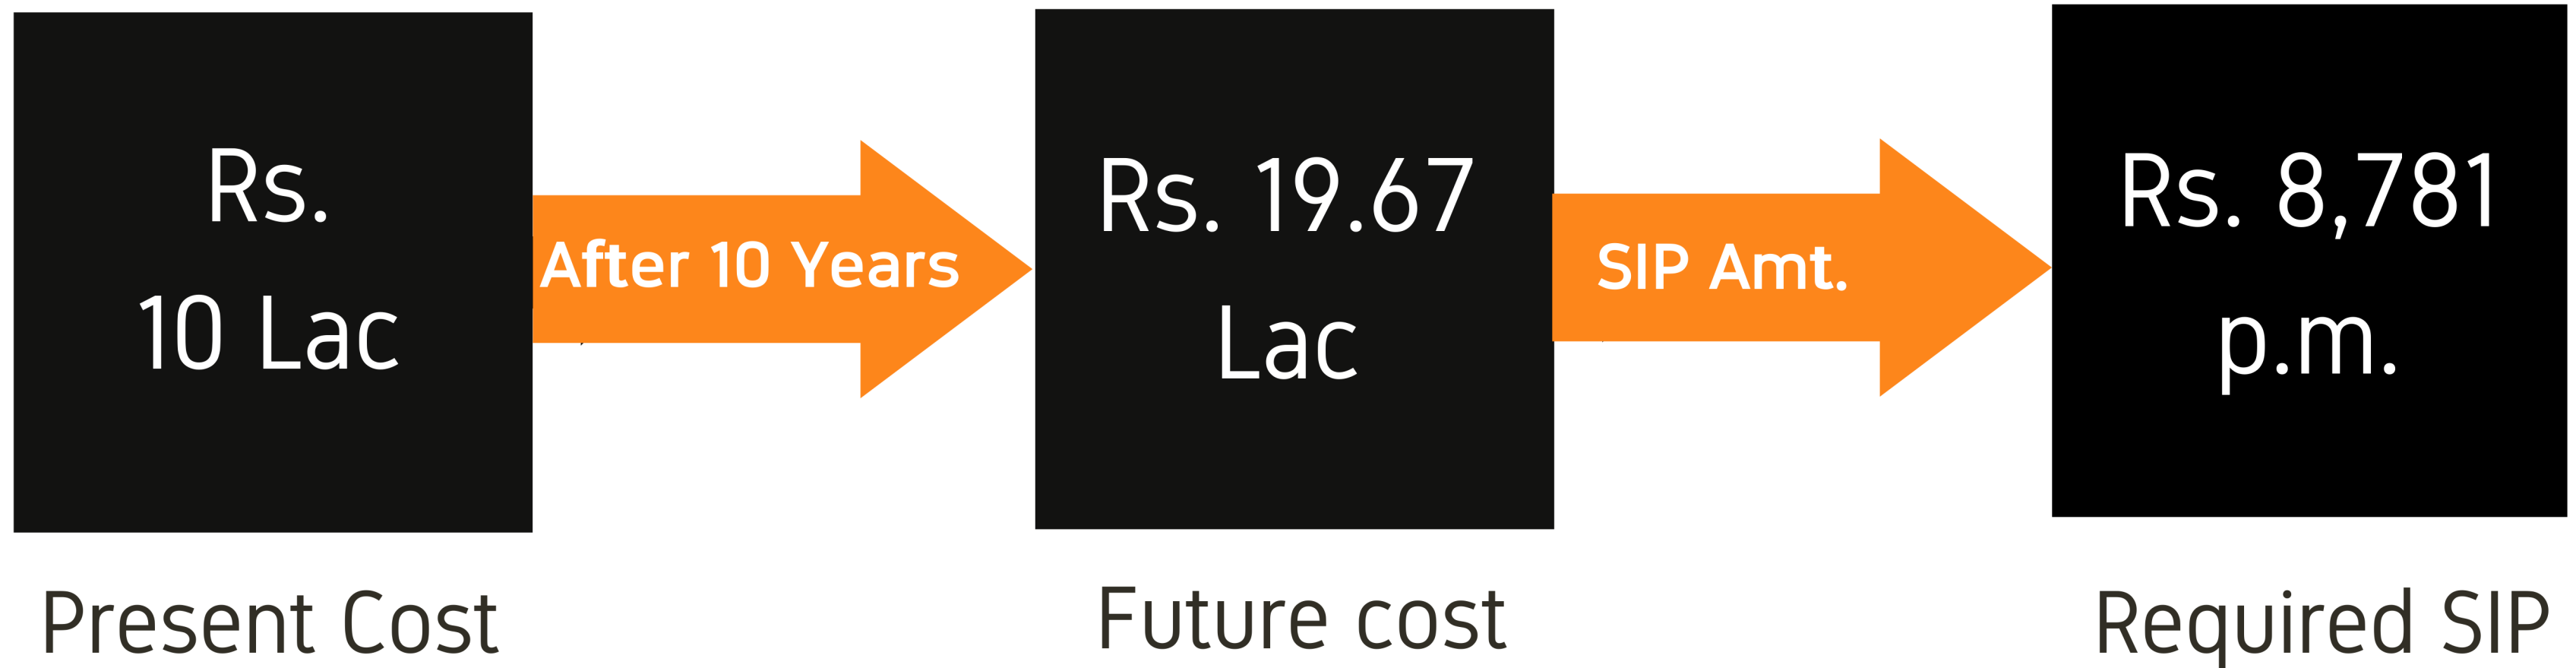 Rs.
10 Lac
After 10 Years
Rs. 19.67
Lac
SIP Amt.
Rs. 8,781
p.m.
Present Cost
Future cost
Required SIP